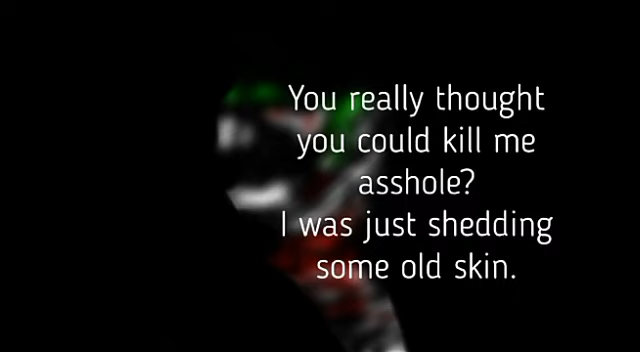 You really thought
you could kill me
asshole?
I was just shedding
some old skin.